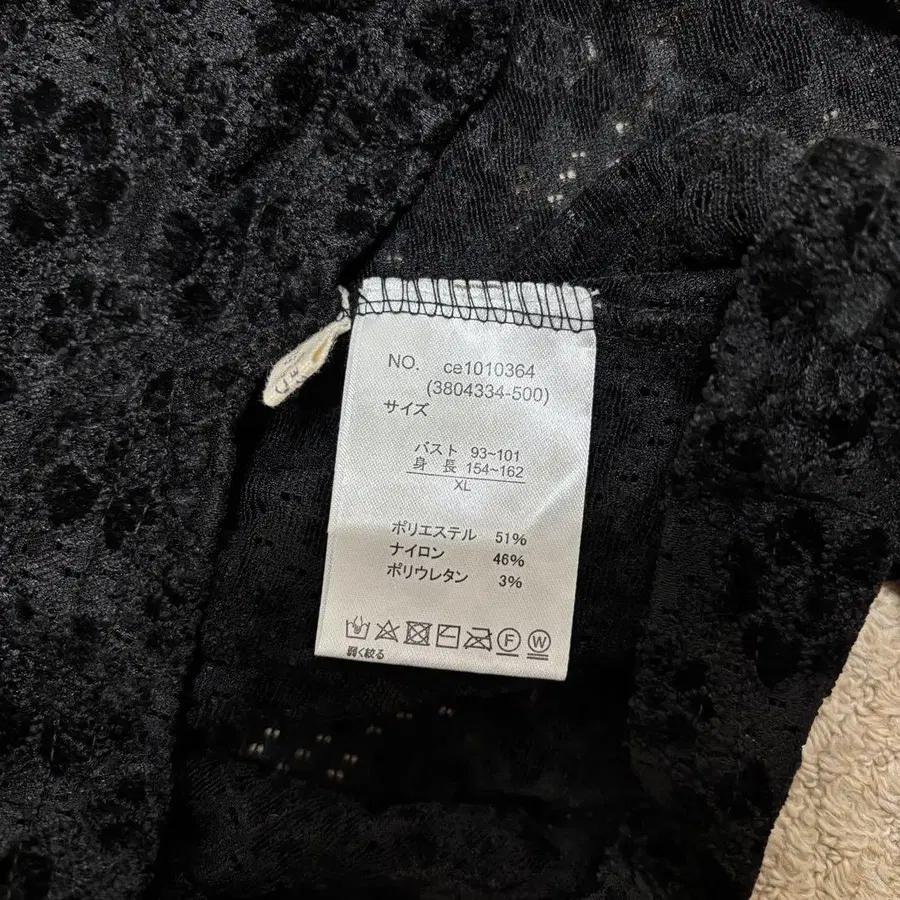 NO. ce1010364
(3804334-500)
サイズ
バスト 93~101
身 長 154~162
XL
ポリエステル 51%
ナイロン 46%
ポリウレタン 3%
F W
弱く絞る